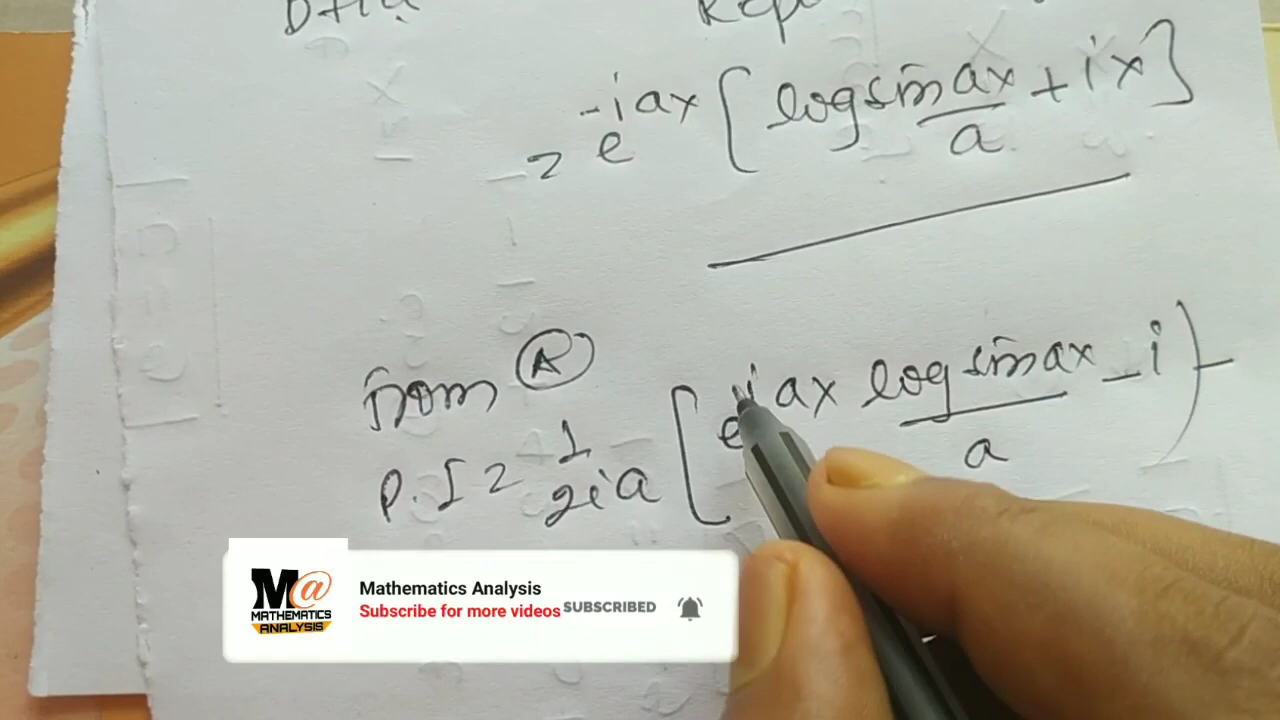 = e^{-iax} [ log sin ax / a + ix ]
from (A)
P.I = 1/2ia [ e^{iax} log sin ax / a - i ) -
M@
MATHEMATICS
ANALYSIS
Mathematics Analysis
Subscribe for more videos SUBSCRIBED